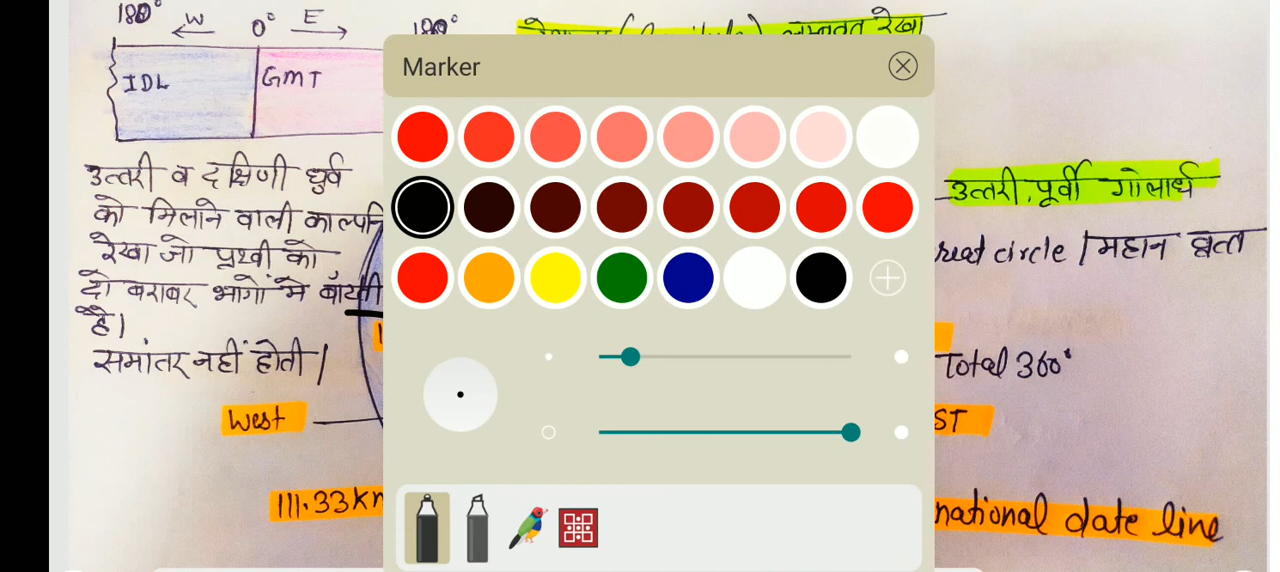 180° W 0° E 180°
रेखा
IDL GMT
Marker
उत्तरी व दक्षिणी ध्रुव
को मिलाने वाली काल्पनि
रेखा जो पृथ्वी को
दो बराबर भागों मे बाँटती
है।
समांतर नहीं होती।
West
111.33km
उत्तरी, पूर्वी गोलार्ध
reat circle / महान व्रत्त
Total 360°
ST
national date line